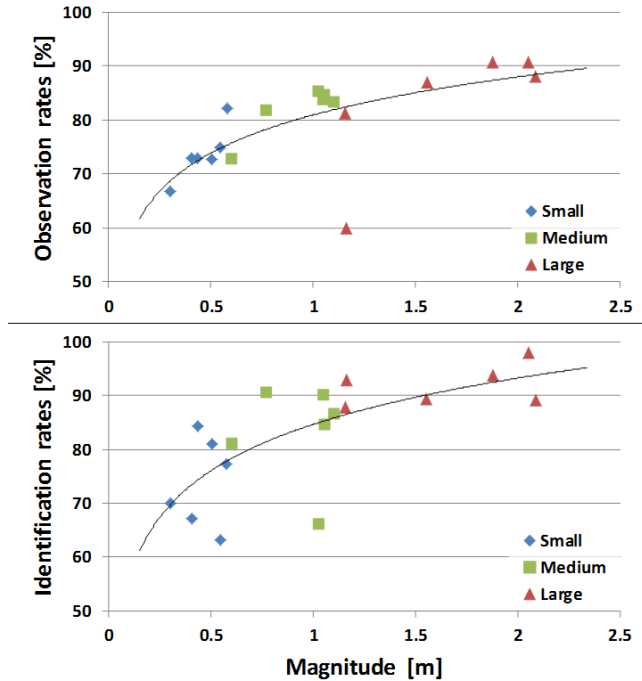 Observation rates [%]
100
90
80
70
60
50
0 0.5 1 1.5 2 2.5
Small
Medium
Large
Identification rates [%]
100
90
80
70
60
50
0 0.5 1 1.5 2 2.5
Small
Medium
Large
Magnitude [m]